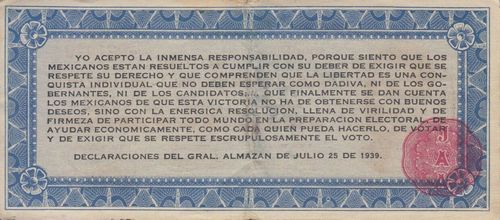 YO ACEPTO LA INMENSA RESPONSABILIDAD, PORQUE SIENTO QUE LOS
MEXICANOS ESTAN RESUELTOS A CUMPLIR CON SU DEBER DE EXIGIR QUE SE
RESPETE SU DERECHO Y QUE COMPRENDEN QUE LA LIBERTAD ES UNA CON-
QUISTA INDIVIDUAL QUE NO DEBEN ESPERAR COMO DADIVA, NI DE LOS GO-
BERNANTES, NI DE LOS CANDIDATOS,... QUE FINALMENTE SE DAN CUENTA
LOS MEXICANOS DE QUE ESTA VICTORIA NO HA DE OBTENERSE CON BUENOS
DESEOS, SINO CON LA ENERGICA RESOLUCION, LLENA DE VIRILIDAD Y DE
FIRMEZA DE PARTICIPAR TODO MUNDO EN LA PREPARACION ELECTORAL, DE
AYUDAR ECONOMICAMENTE, COMO CADA QUIEN PUEDA HACERLO, DE VOTAR
Y DE EXIGIR QUE SE RESPETE ESCRUPULOSAMENTE EL VOTO.
DECLARACIONES DEL GRAL. ALMAZAN DE JULIO 25 DE 1939.